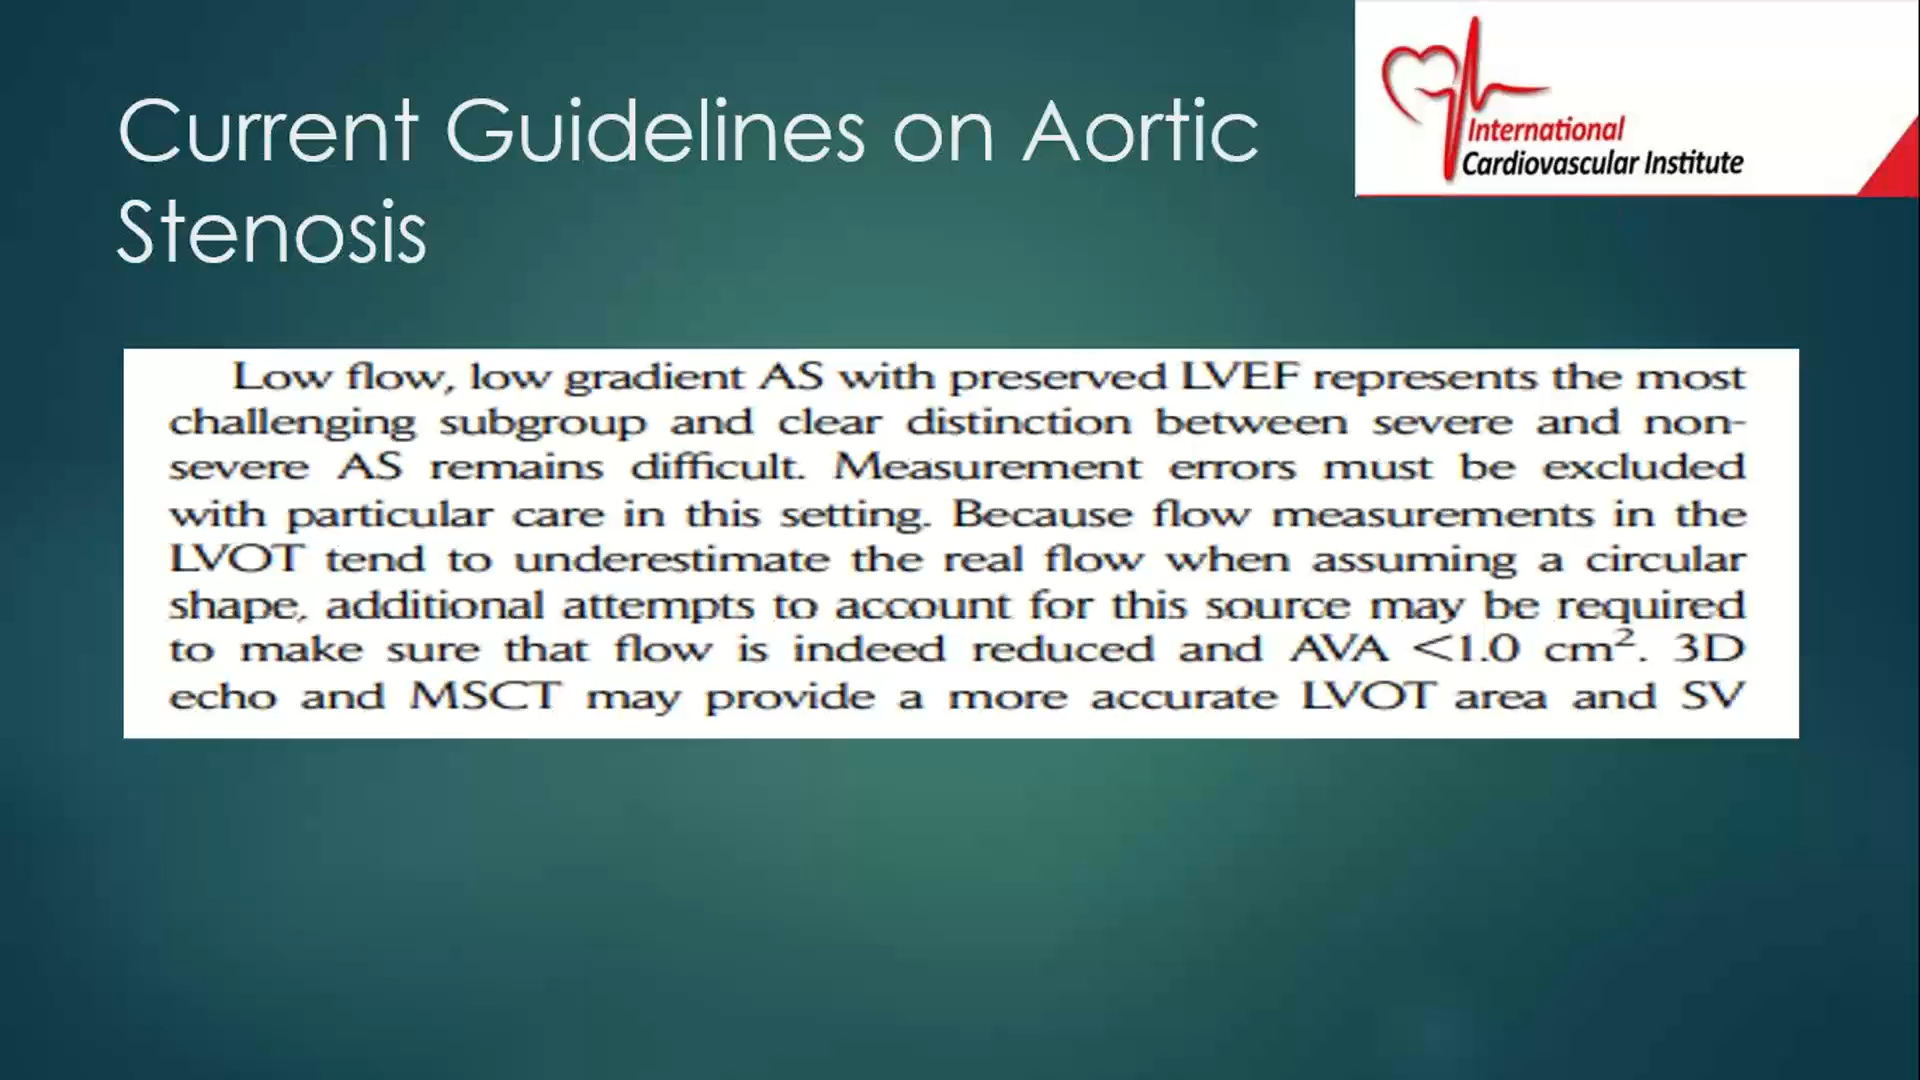 Current Guidelines on Aortic
Stenosis
International
Cardiovascular Institute
Low flow, low gradient AS with preserved LVEF represents the most
challenging subgroup and clear distinction between severe and non-
severe AS remains difficult. Measurement errors must be excluded
with particular care in this setting. Because flow measurements in the
LVOT tend to underestimate the real flow when assuming a circular
shape, additional attempts to account for this source may be required
to make sure that flow is indeed reduced and AVA <1.0 cm². 3D
echo and MSCT may provide a more accurate LVOT area and SV